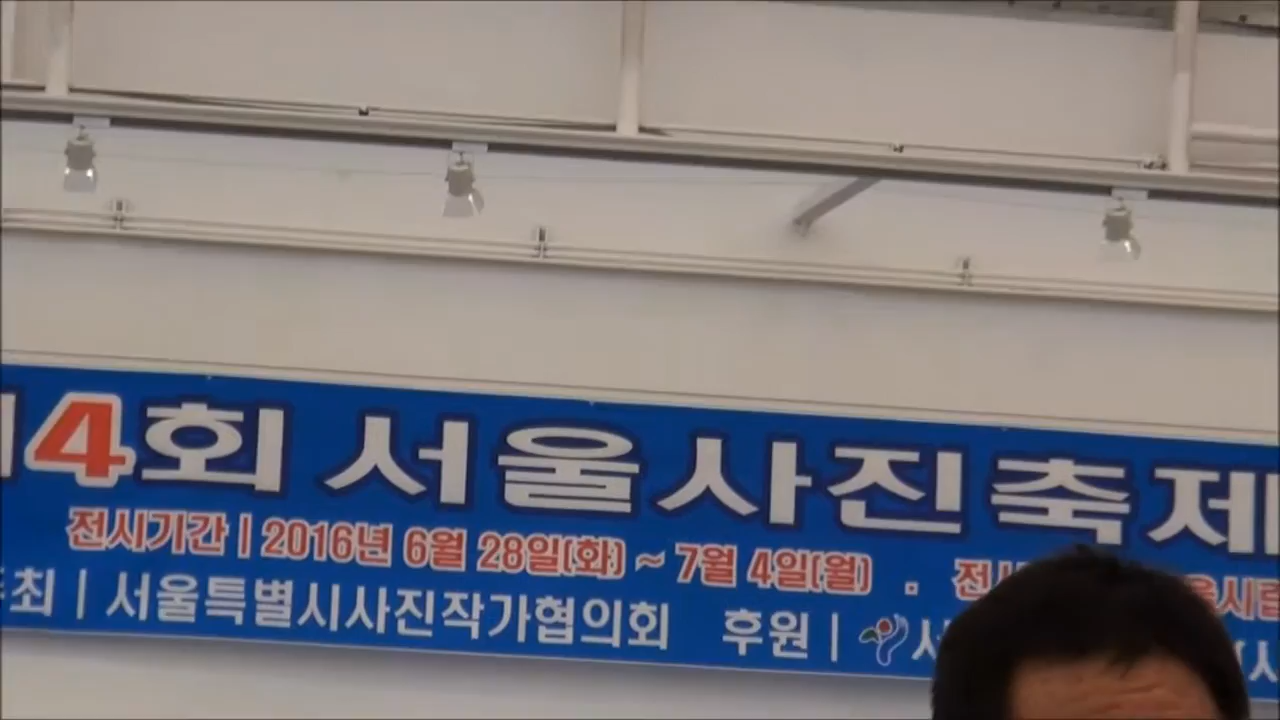 4회 서울사진축제
전시기간 | 2016년 6월 28일(화) ~ 7월 4일(월) .
최 | 서울특별시사진작가협의회 후원 |